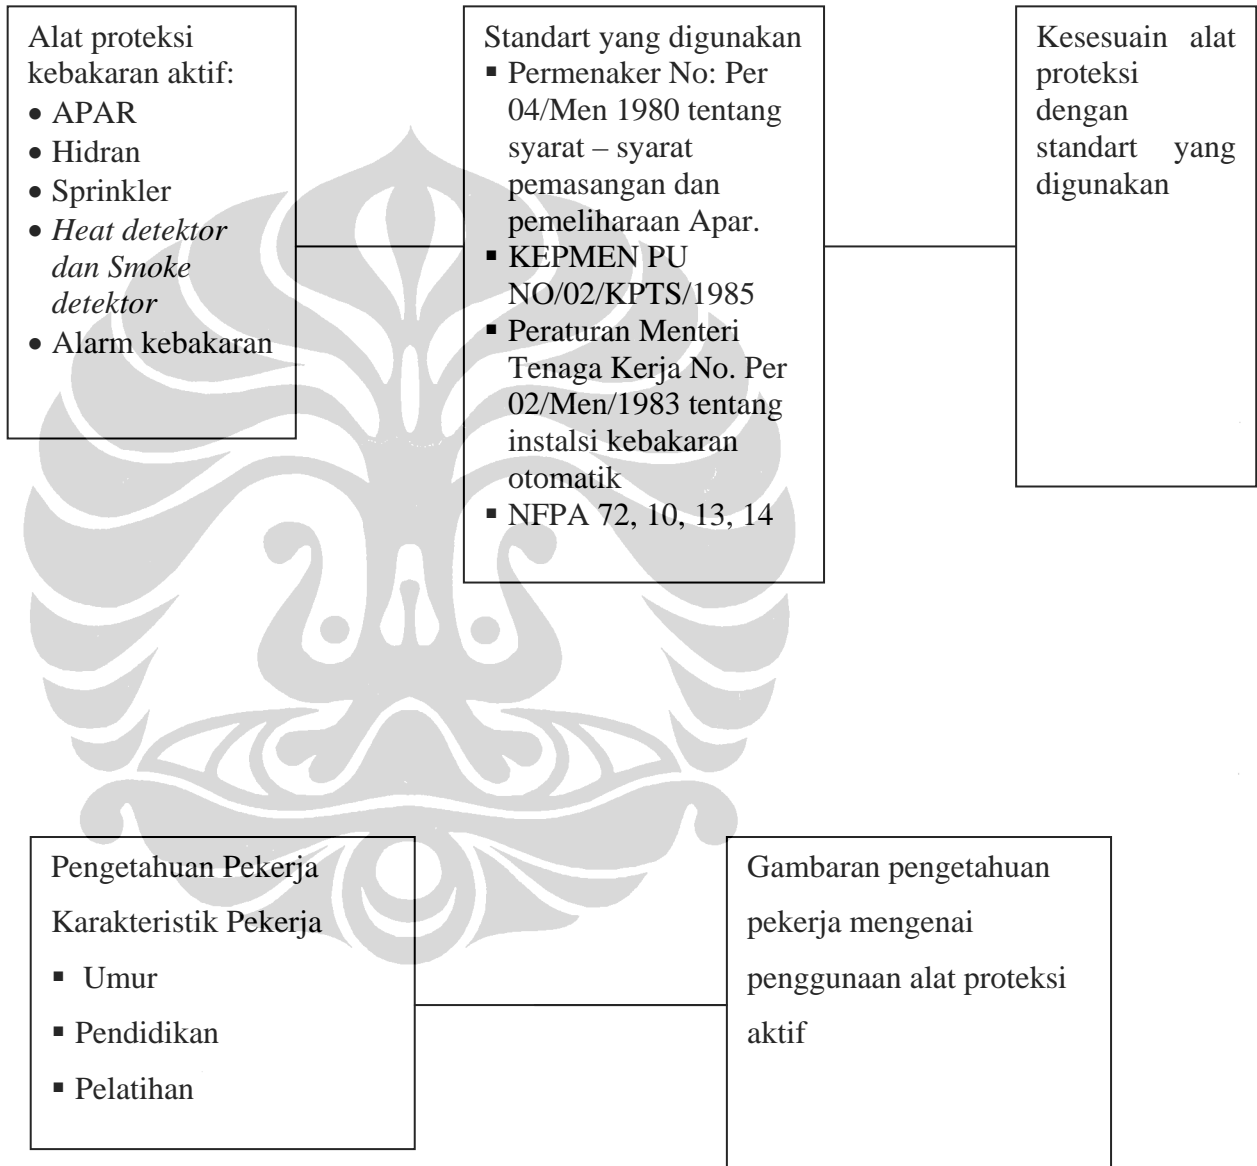 Alat proteksi
kebakaran aktif:
• APAR
• Hidran
• Sprinkler
• Heat detektor
dan Smoke
detektor
• Alarm kebakaran
Standart yang digunakan
▪ Permenaker No: Per
04/Men 1980 tentang
syarat – syarat
pemasangan dan
pemeliharaan Apar.
▪ KEPMEN PU
NO/02/KPTS/1985
▪ Peraturan Menteri
Tenaga Kerja No. Per
02/Men/1983 tentang
instalsi kebakaran
otomatik
▪ NFPA 72, 10, 13, 14
Kesesuain alat
proteksi
dengan
standart yang
digunakan
Pengetahuan Pekerja
Karakteristik Pekerja
▪ Umur
▪ Pendidikan
▪ Pelatihan
Gambaran pengetahuan
pekerja mengenai
penggunaan alat proteksi
aktif